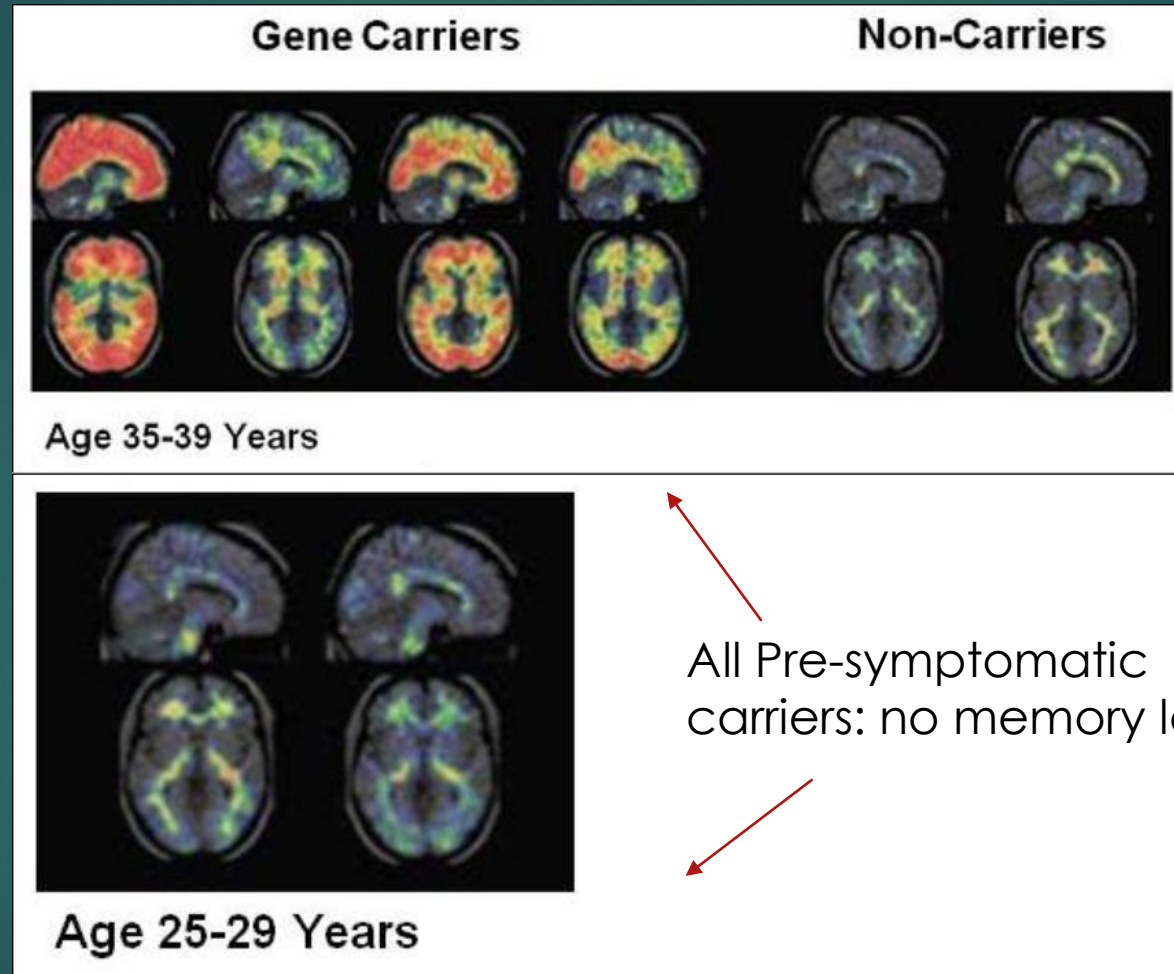 Gene Carriers
Non-Carriers
Age 35-39 Years
All Pre-symptomatic
carriers: no memory
Age 25-29 Years